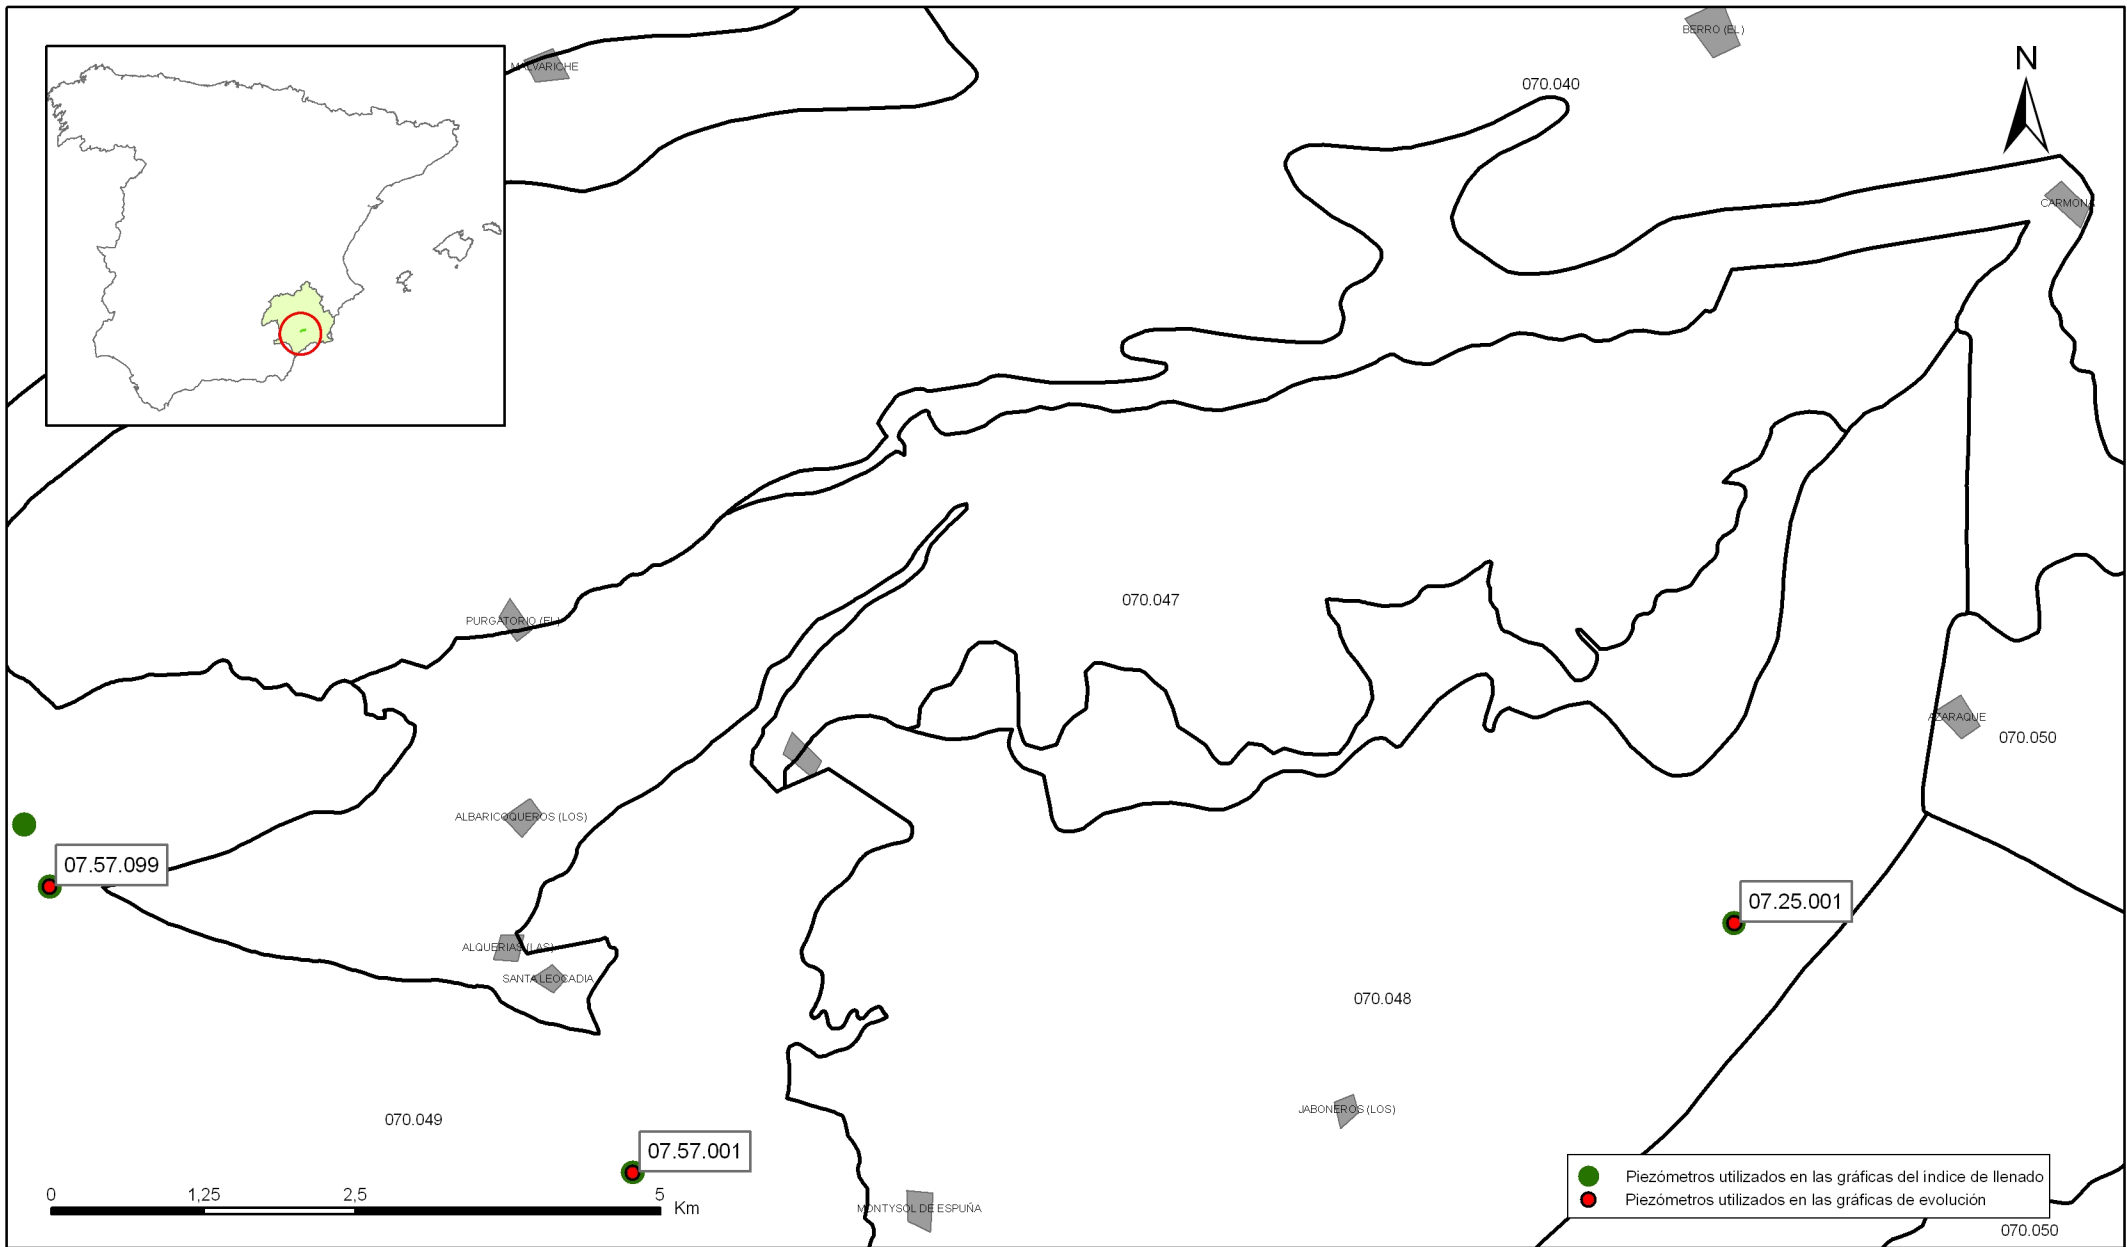 BERRO (EL)
MALVARICHE
070.040
N
CARMONA
070.047
PURGATORIO (EL)
AZARAQUE
070.050
ALBARICOQUEROS (LOS)
07.57.099
07.25.001
ALQUERIAS (LAS)
SANTA LEOCADIA
070.048
070.049
JABONEROS (LOS)
07.57.001
Piezómetros utilizados en las gráficas del índice de llenado
Piezómetros utilizados en las gráficas de evolución
0 1,25 2,5 5 Km
MONTYSOL DE ESPUÑA
070.050